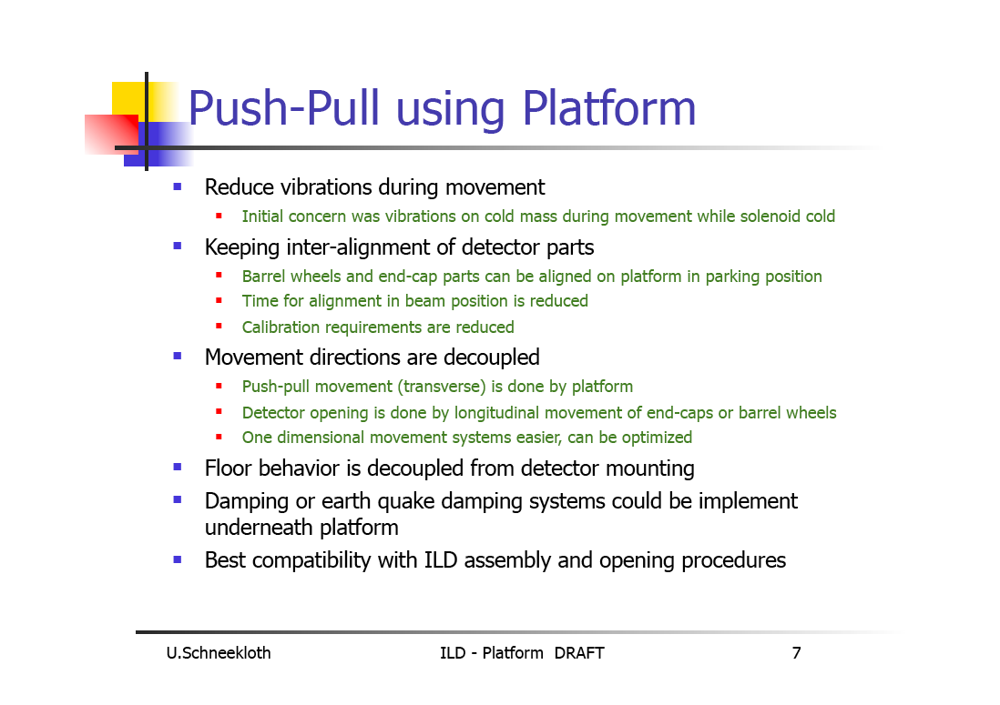 Push-Pull using Platform
Reduce vibrations during movement
Initial concern was vibrations on cold mass during movement while solenoid cold
Keeping inter-alignment of detector parts
Barrel wheels and end-cap parts can be aligned on platform in parking position
Time for alignment in beam position is reduced
Calibration requirements are reduced
Movement directions are decoupled
Push-pull movement (transverse) is done by platform
Detector opening is done by longitudinal movement of end-caps or barrel wheels
One dimensional movement systems easier, can be optimized
Floor behavior is decoupled from detector mounting
Damping or earth quake damping systems could be implement
underneath platform
Best compatibility with ILD assembly and opening procedures
U.Schneekloth ILD - Platform DRAFT 7